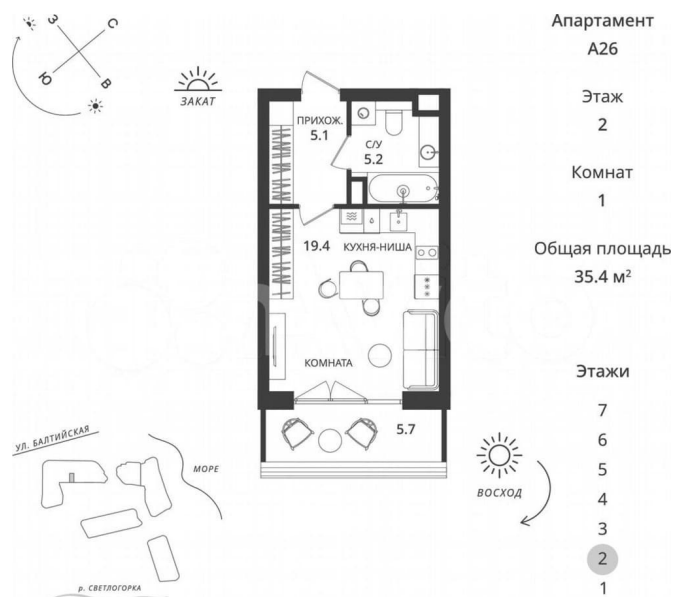 З
С
Ю
В
ЗАКАТ
Апартамент
А26
Этаж
2
Комнат
1
Общая площадь
35.4 м²
ПРИХОЖ.
5.1
С/У
5.2
19.4
КУХНЯ-НИША
КОМНАТА
5.7
ВОСХОД
УЛ. БАЛТИЙСКАЯ
МОРЕ
р. СВЕТЛОГОРКА
Этажи
7
6
5
4
3
2
1